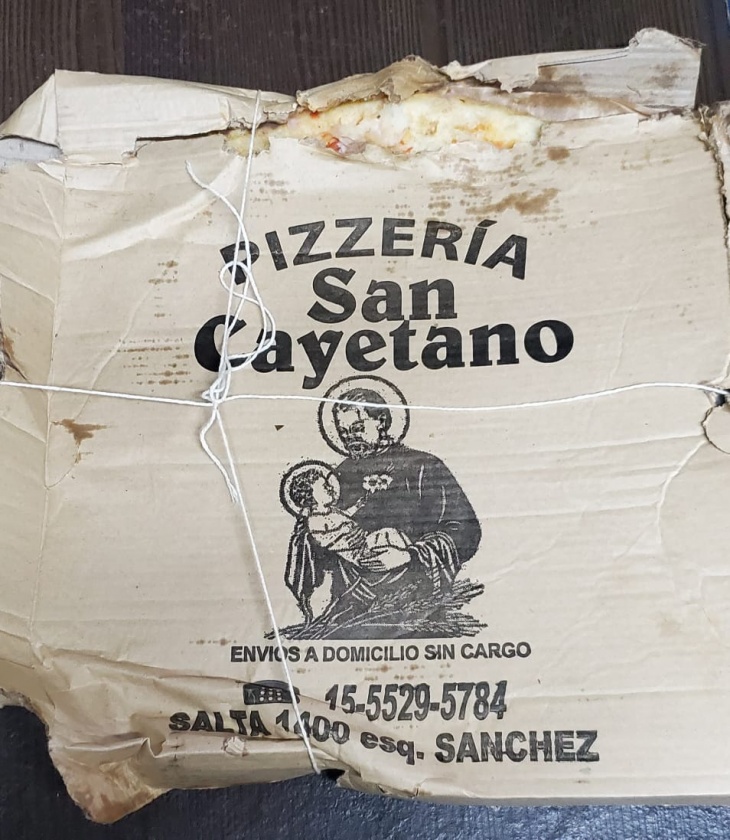 PIZZERÍA
San
Cayetano
ENVIOS A DOMICILIO SIN CARGO
15-5529-5784
SALTA 1400 esq. SANCHEZ